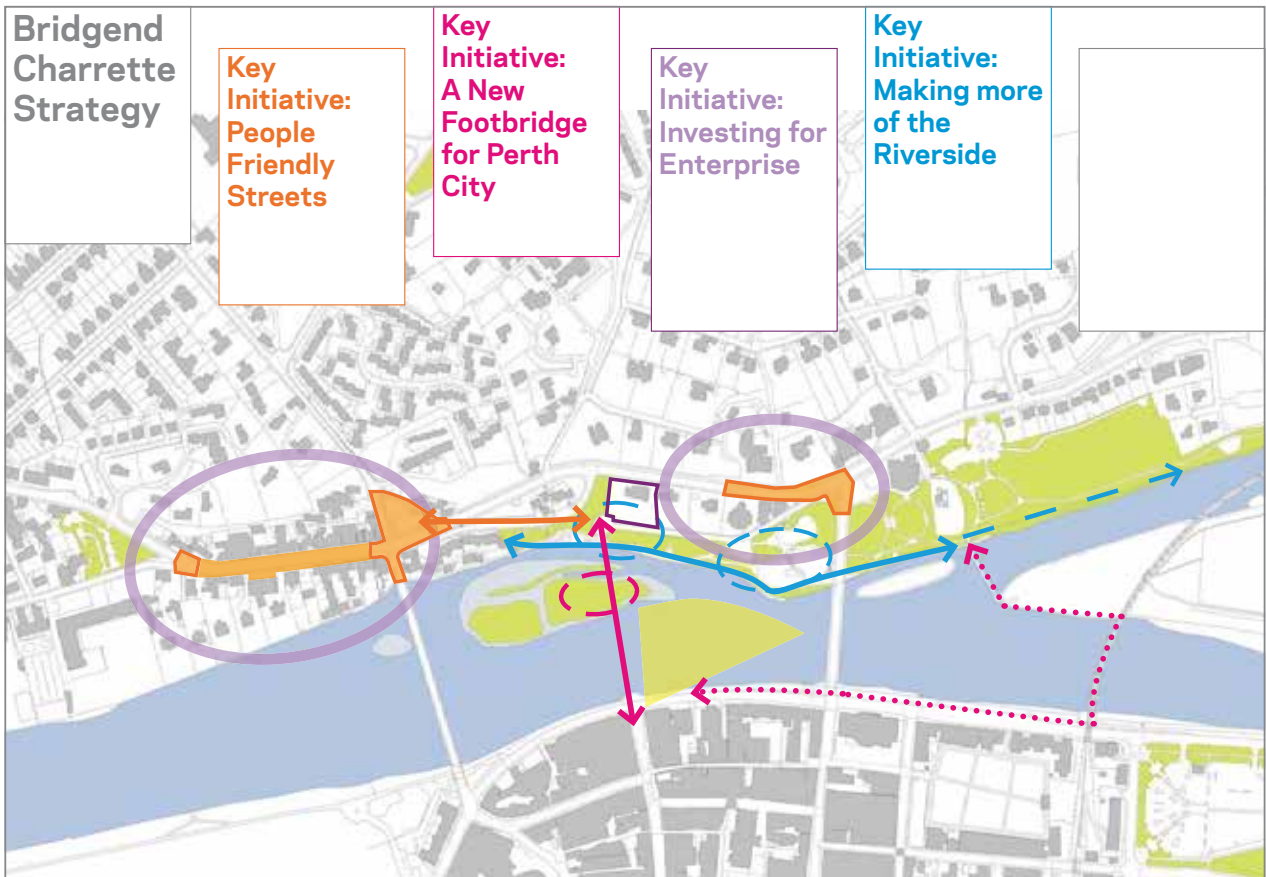 Bridgend
Charrette
Strategy
Key
Initiative:
People
Friendly
Streets
Key
Initiative:
A New
Footbridge
for Perth
City
Key
Initiative:
Investing for
Enterprise
Key
Initiative:
Making more
of the
Riverside